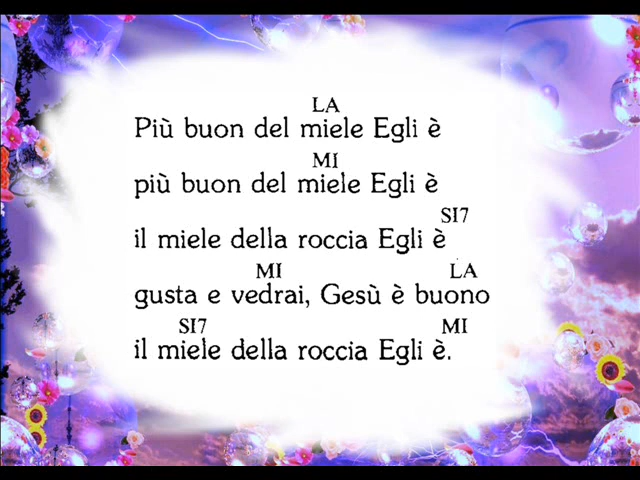 LA
Più buon del miele Egli è
MI
più buon del miele Egli è
SI7
il miele della roccia Egli è
MI LA
gusta e vedrai, Gesù è buono
SI7 MI
il miele della roccia Egli è.